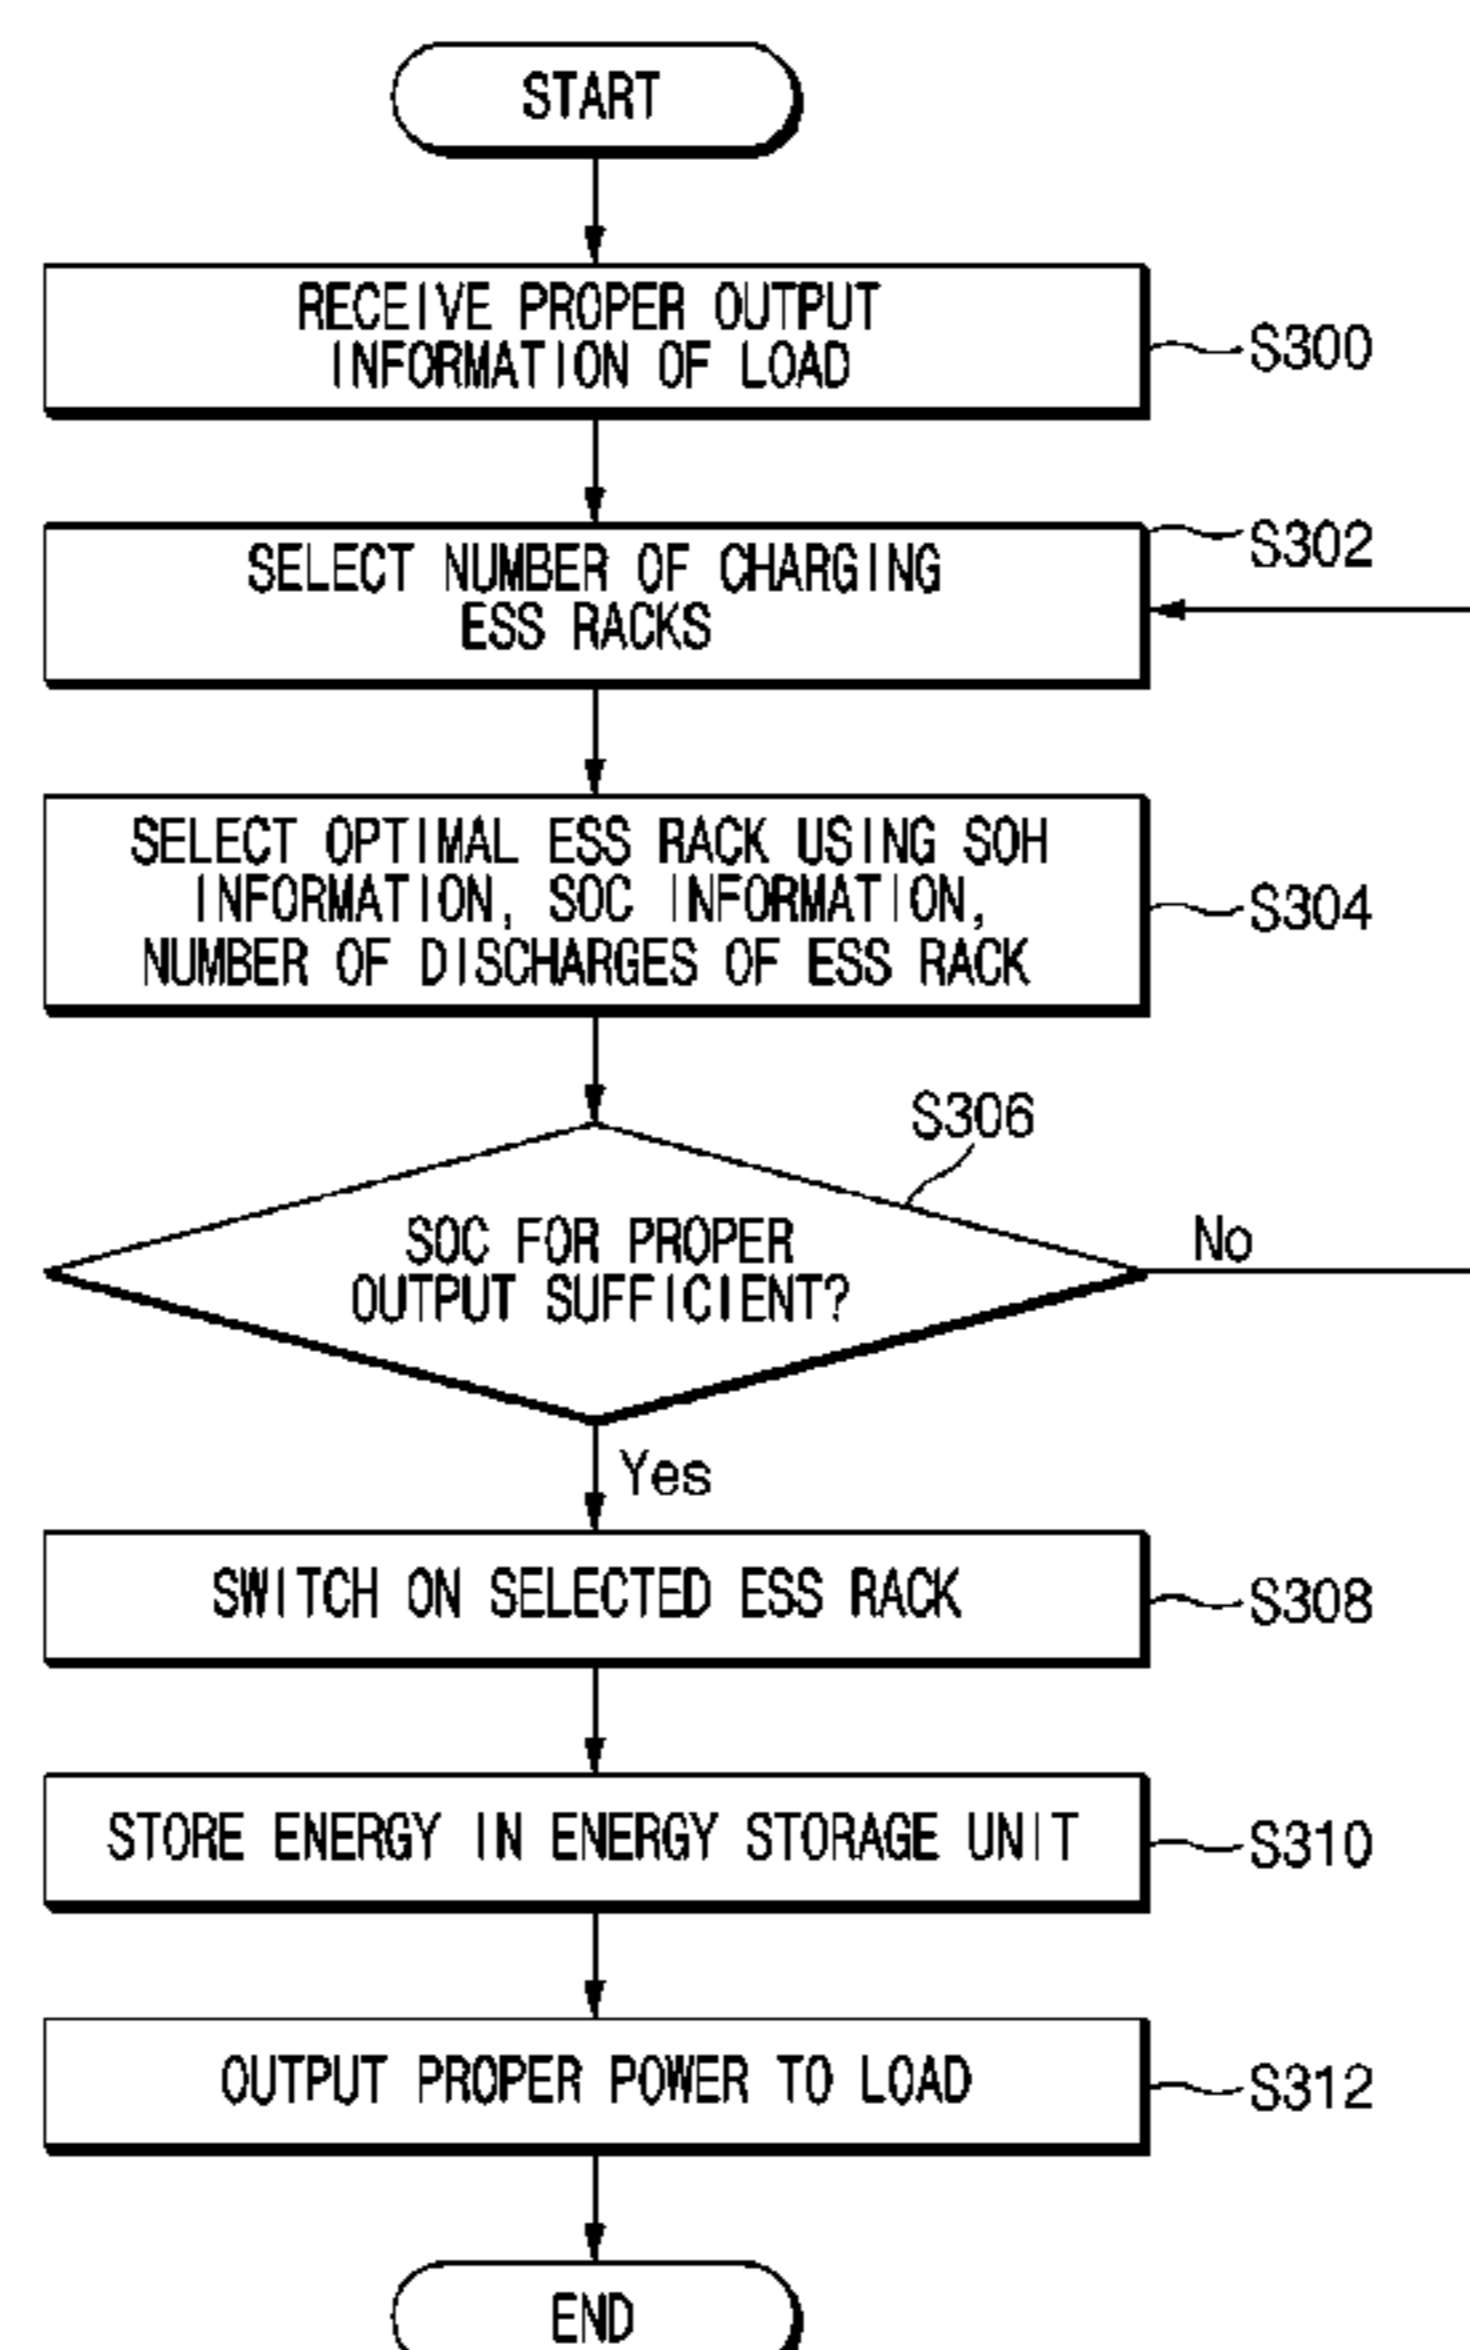 START
RECEIVE PROPER OUTPUT
INFORMATION OF LOAD
S300
SELECT NUMBER OF CHARGING
ESS RACKS
S302
SELECT OPTIMAL ESS RACK USING SOH
INFORMATION, SOC INFORMATION,
NUMBER OF DISCHARGES OF ESS RACK
S304
S306
SOC FOR PROPER
OUTPUT SUFFICIENT?
No
Yes
SWITCH ON SELECTED ESS RACK
S308
STORE ENERGY IN ENERGY STORAGE UNIT
S310
OUTPUT PROPER POWER TO LOAD
S312
END